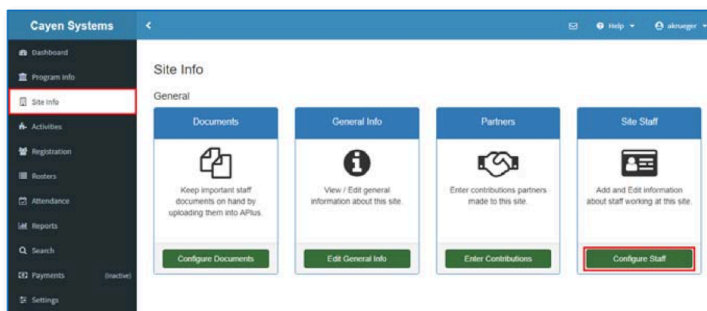 Cayen Systems
Help
akrueger
Dashboard
Program Info
Site Info
Activities
Registration
Rosters
Attendance
Reports
Search
Payments (Inactive)
Settings
Site Info
General
Documents
Keep important staff
documents on hand by
uploading them into APlus.
Configure Documents
General Info
View / Edit general
information about this site.
Edit General Info
Partners
Enter contributions partners
made to this site.
Enter Contributions
Site Staff
Add and Edit information
about staff working at this site.
Configure Staff